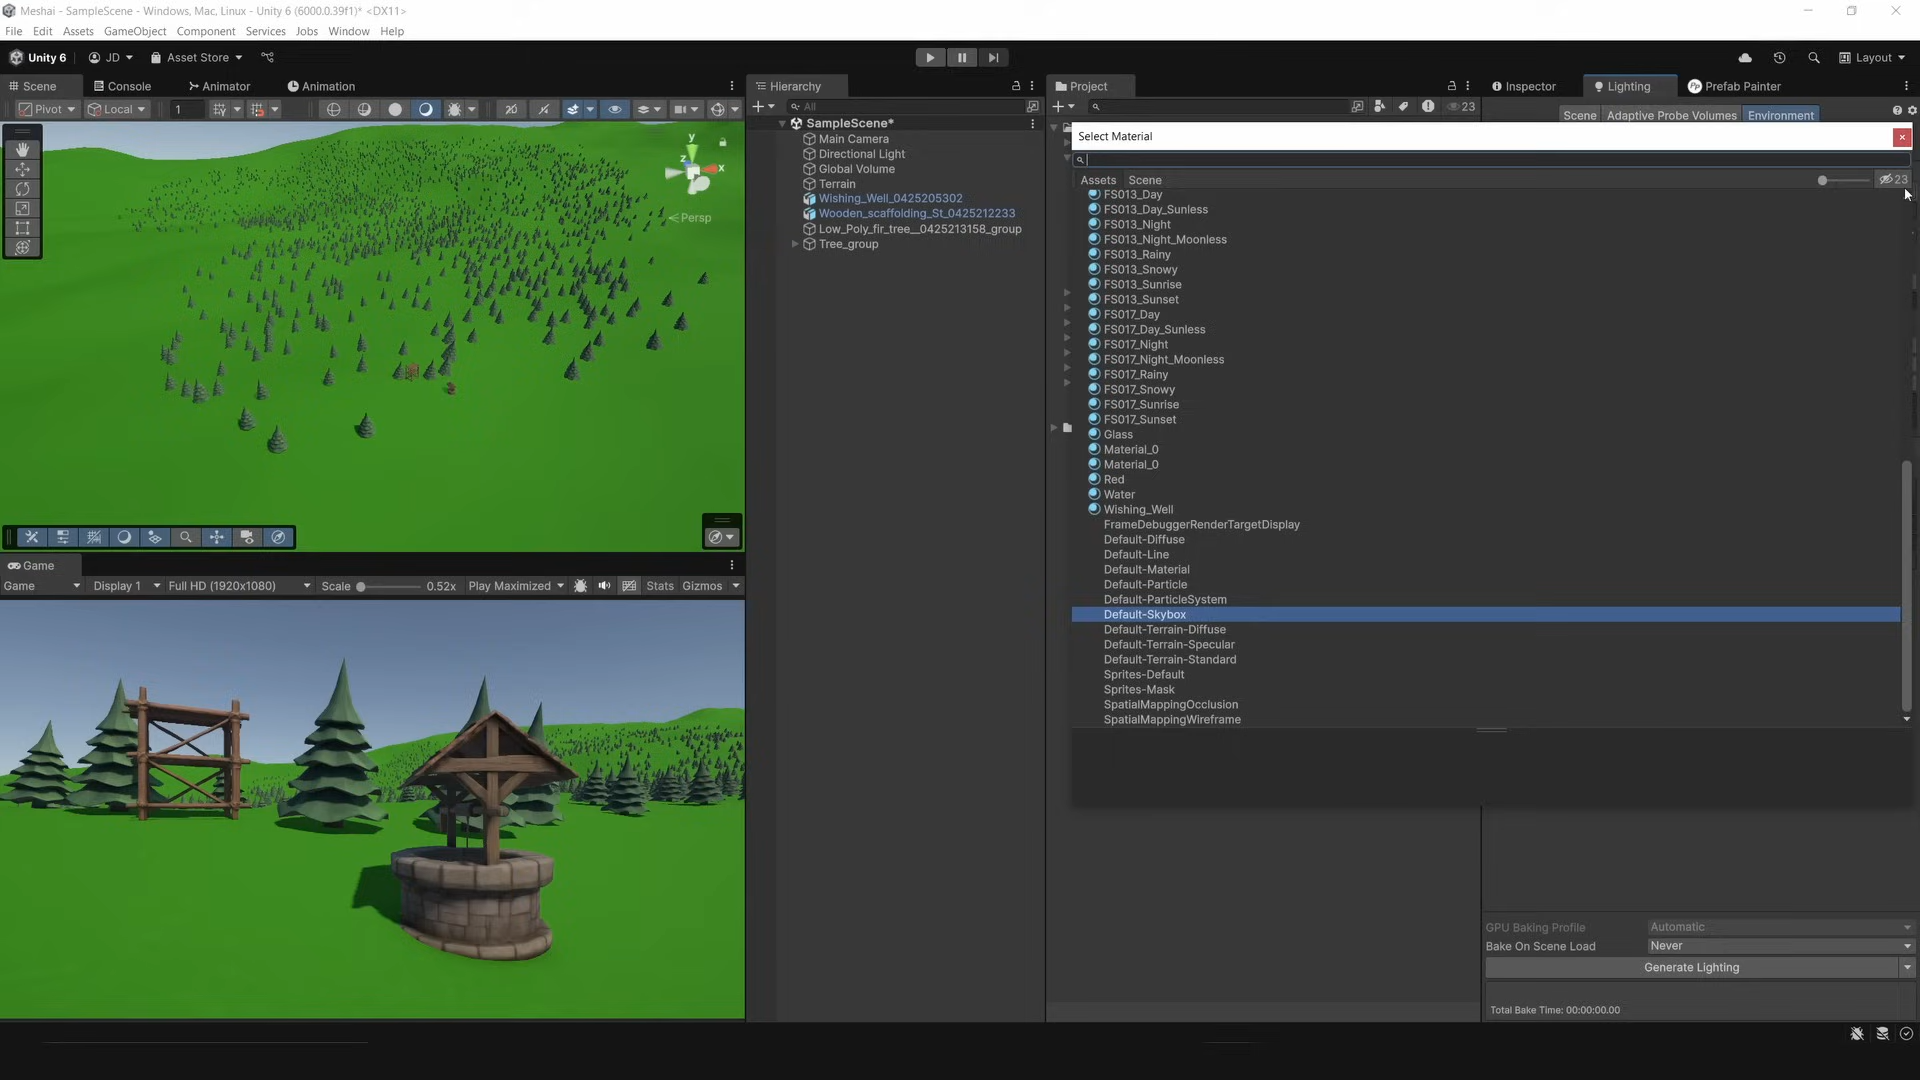 Meshai - SampleScene - Windows, Mac, Linux - Unity 6 (6000.0.39f1)* <DX11>
File Edit Assets GameObject Component Services Jobs Window Help
Unity 6 JD Asset Store Layout
Scene Console Animator Animation
Pivot Local 1
y
z
x
Persp
Hierarchy
All
SampleScene*
Main Camera
Directional Light
Global Volume
Terrain
Wishing_Well_0425205302
Wooden_scaffolding_St_0425212233
Low_Poly_fir_tree__0425213158_group
Tree_group
Project
23
Inspector Lighting Prefab Painter
Scene Adaptive Probe Volumes Environment
Select Material
Assets Scene 23
FS013_Day
FS013_Day_Sunless
FS013_Night
FS013_Night_Moonless
FS013_Rainy
FS013_Snowy
FS013_Sunrise
FS013_Sunset
FS017_Day
FS017_Day_Sunless
FS017_Night
FS017_Night_Moonless
FS017_Rainy
FS017_Snowy
FS017_Sunrise
FS017_Sunset
Glass
Material_0
Material_0
Red
Water
Wishing_Well
FrameDebuggerRenderTargetDisplay
Default-Diffuse
Default-Line
Default-Material
Default-Particle
Default-ParticleSystem
Default-Skybox
Default-Terrain-Diffuse
Default-Terrain-Specular
Default-Terrain-Standard
Sprites-Default
Sprites-Mask
SpatialMappingOcclusion
SpatialMappingWireframe
Game
Game Display 1 Full HD (1920x1080) Scale 0.52x Play Maximized Stats Gizmos
GPU Baking Profile Automatic
Bake On Scene Load Never
Generate Lighting
Total Bake Time: 00:00:00.00